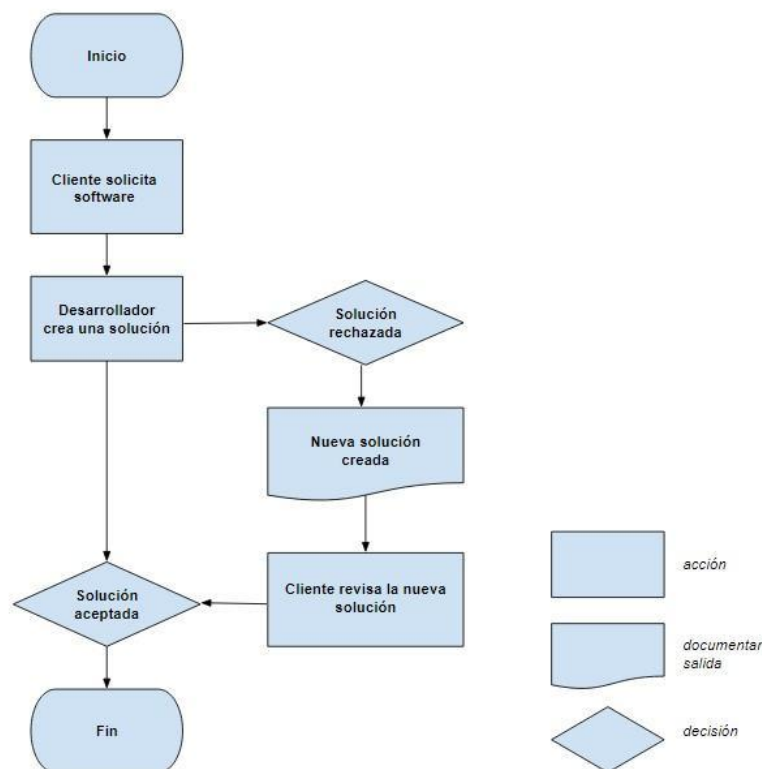 Inicio
Cliente solicita
software
Desarrollador
crea una solución
Solución
rechazada
Nueva solución
creada
Cliente revisa la nueva
solución
Solución
aceptada
Fin
acción
documentar
salida
decisión